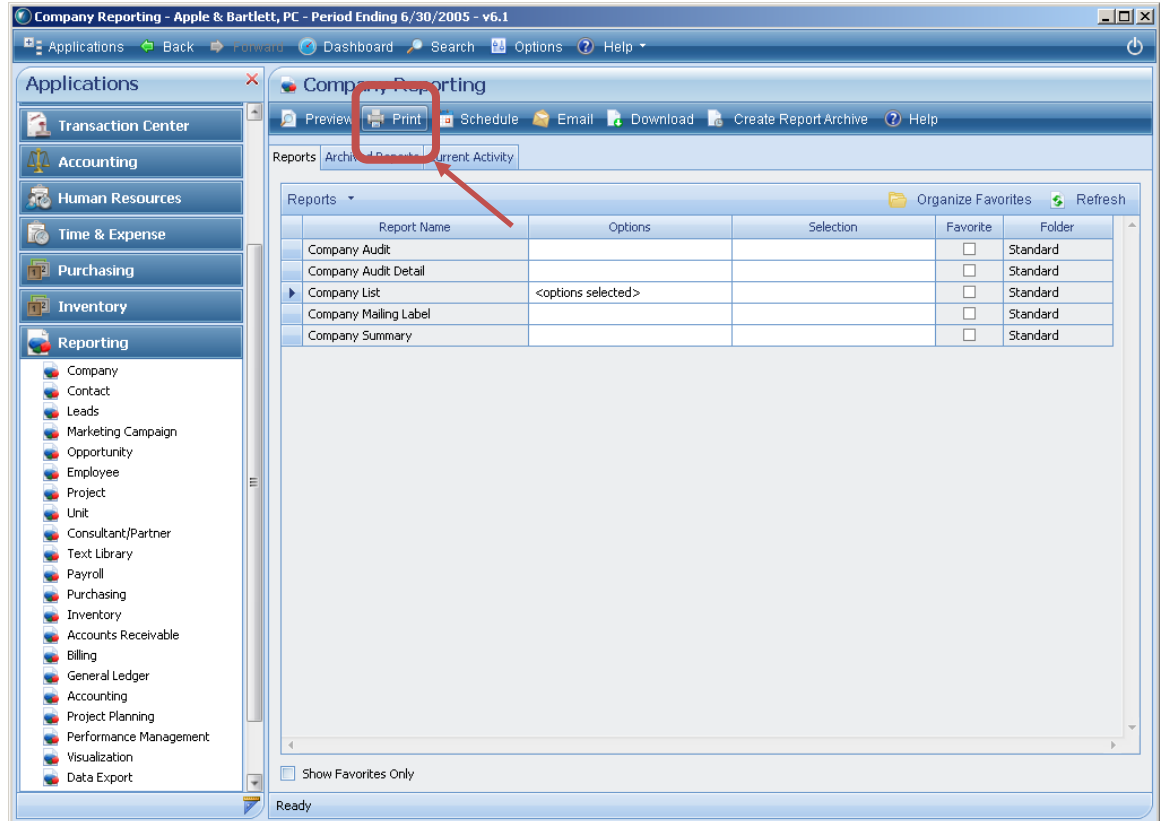 Company Reporting - Apple & Bartlett, PC - Period Ending 6/30/2005 - v6.1
Applications Back Forward Dashboard Search Options Help
Applications
Transaction Center
Accounting
Human Resources
Time & Expense
Purchasing
Inventory
Reporting
Company
Contact
Leads
Marketing Campaign
Opportunity
Employee
Project
Unit
Consultant/Partner
Text Library
Payroll
Purchasing
Inventory
Accounts Receivable
Billing
General Ledger
Accounting
Project Planning
Performance Management
Visualization
Data Export
Company Reporting
Preview Print Schedule Email Download Create Report Archive Help
Reports Archived Reports Current Activity
Reports Organize Favorites Refresh
Report Name Options Selection Favorite Folder
Company Audit Standard
Company Audit Detail Standard
Company List <options selected> Standard
Company Mailing Label Standard
Company Summary Standard
Show Favorites Only
Ready